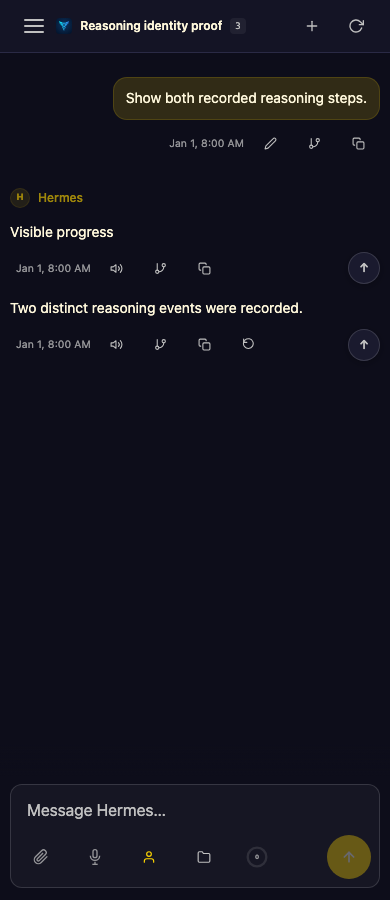 Reasoning identity proof 3
Show both recorded reasoning steps.
Jan 1, 8:00 AM
H Hermes
Visible progress
Jan 1, 8:00 AM
Two distinct reasoning events were recorded.
Jan 1, 8:00 AM
Message Hermes...
0